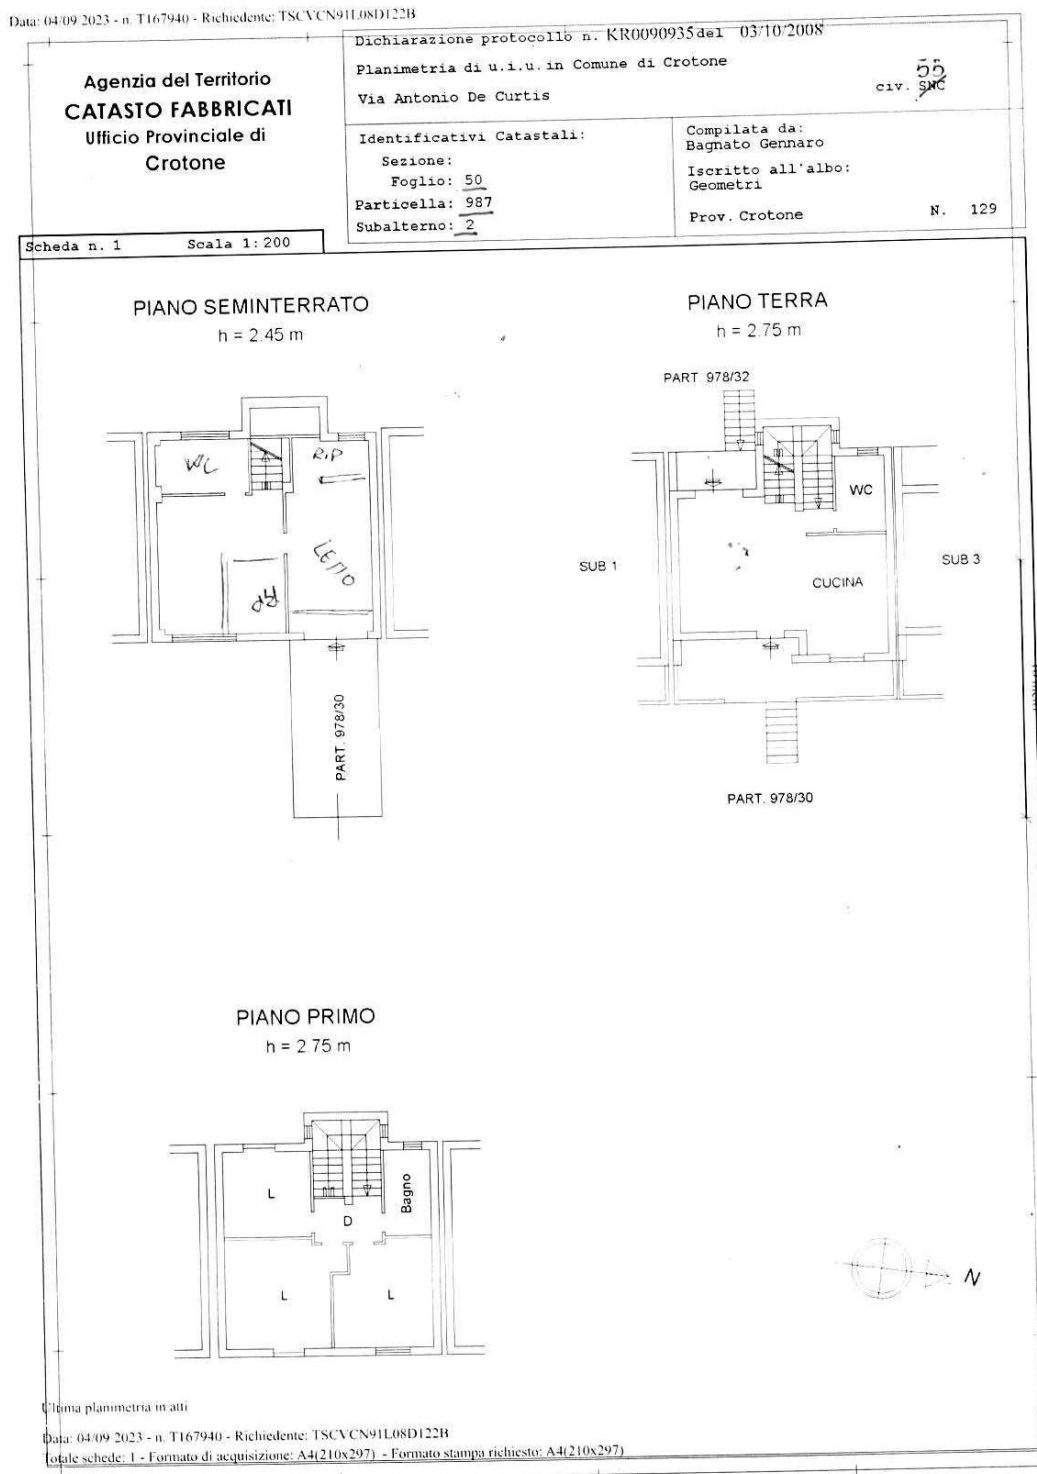 Data: 04/09/2023 - n. T167940 - Richiedente: TSCVCN91L08D122B
Agenzia del Territorio
CATASTO FABBRICATI
Ufficio Provinciale di
Crotone
Dichiarazione protocollo n. KR0090935 del 03/10/2008
Planimetria di u.i.u. in Comune di Crotone
Via Antonio De Curtis
civ. SNC
55
Identificativi Catastali:
Sezione:
Foglio: 50
Particella: 987
Subalterno: 2
Compilata da:
Bagnato Gennaro
Iscritto all'albo:
Geometri
Prov. Crotone
N. 129
Scheda n. 1
Scala 1:200
PIANO SEMINTERRATO
h = 2.45 m
WC
RIP
LETTO
PART. 978/30
PIANO TERRA
h = 2.75 m
PART. 978/32
WC
SUB 1
CUCINA
SUB 3
PART. 978/30
PIANO PRIMO
h = 2.75 m
L
Bagno
D
L
L
N
Ultima planimetria in atti
Data: 04/09/2023 - n. T167940 - Richiedente: TSCVCN91L08D122B
Totale schede: 1 - Formato di acquisizione: A4(210x297) - Formato stampa richiesto: A4(210x297)